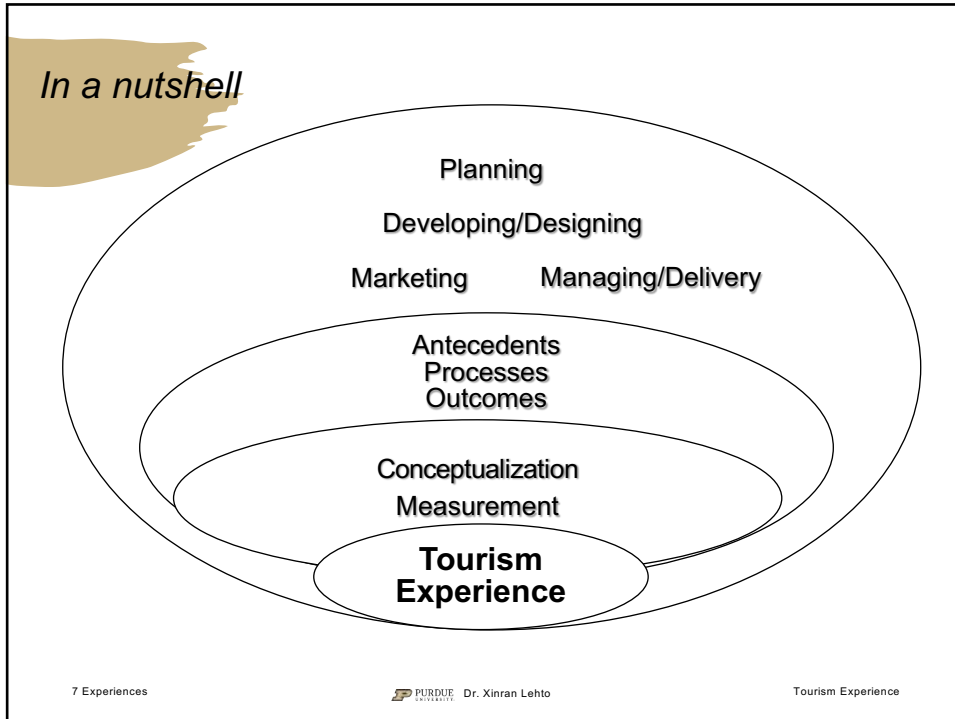 In a nutshell
Planning
Developing/Designing
Marketing Managing/Delivery
Antecedents
Processes
Outcomes
Conceptualization
Measurement
Tourism
Experience
7 Experiences PURDUE UNIVERSITY. Dr. Xinran Lehto Tourism Experience